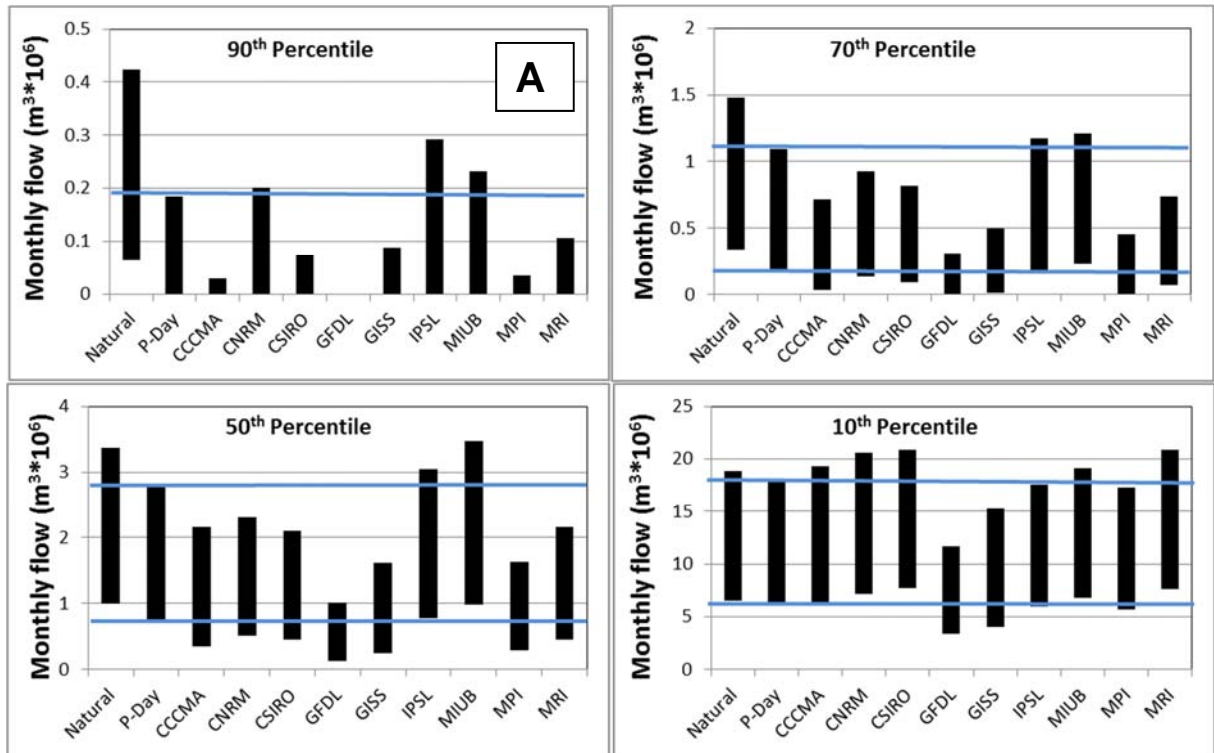 90th Percentile
A
Monthly flow (m³*10⁶)
0.5
0.4
0.3
0.2
0.1
0
Natural
P-Day
CCCMA
CNRM
CSIRO
GFDL
GISS
IPSL
MIUB
MPI
MRI
70th Percentile
Monthly flow (m³*10⁶)
2
1.5
1
0.5
0
Natural
P-Day
CCCMA
CNRM
CSIRO
GFDL
GISS
IPSL
MIUB
MPI
MRI
50th Percentile
Monthly flow (m³*10⁶)
4
3
2
1
0
Natural
P-Day
CCCMA
CNRM
CSIRO
GFDL
GISS
IPSL
MIUB
MPI
MRI
10th Percentile
Monthly flow (m³*10⁶)
25
20
15
10
5
0
Natural
P-Day
CCCMA
CNRM
CSIRO
GFDL
GISS
IPSL
MIUB
MPI
MRI